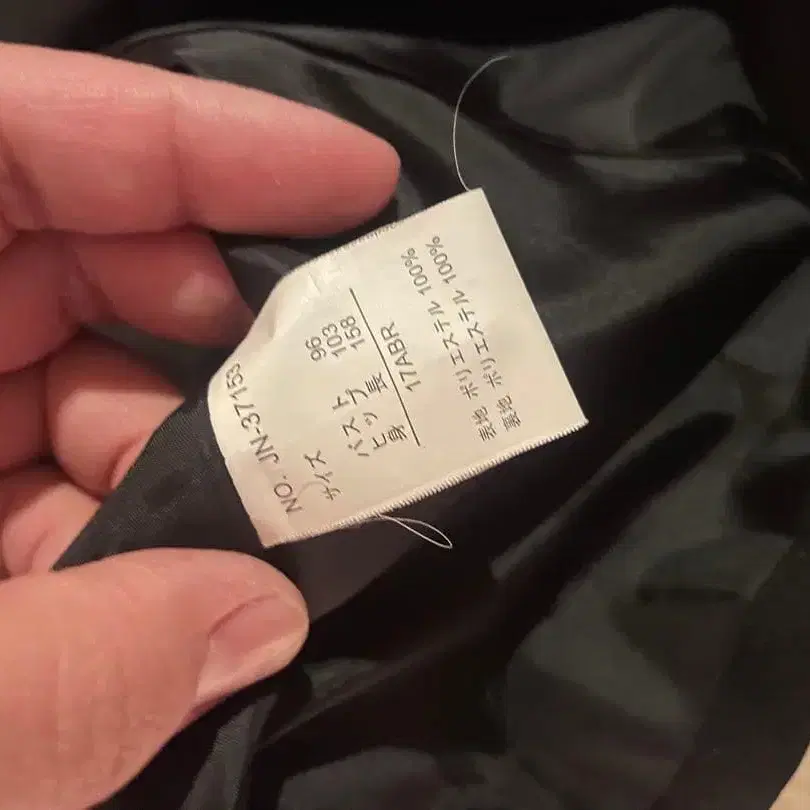 NO. JN-37153
サイズ
バスト 96
ヒップ 103
身長 158
17ABR
表地 ポリエステル 100%
裏地 ポリエステル 100%